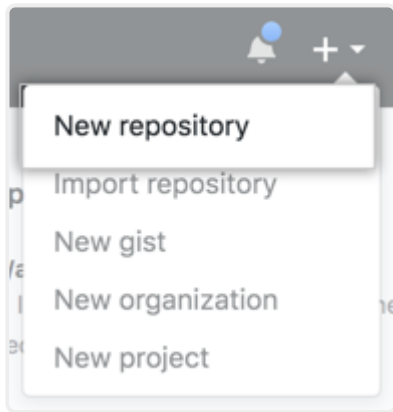 New repository
Import repository
New gist
New organization
New project